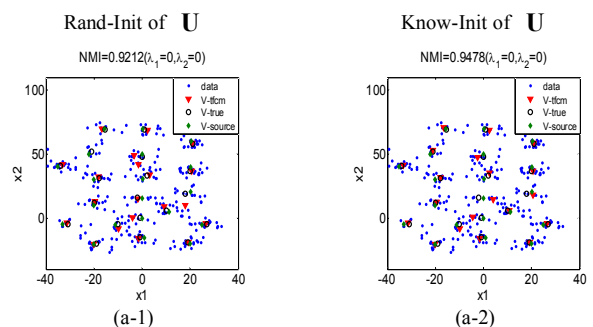 Rand-Init of U
NMI=0.9212(λ1=0,λ2=0)
100
50
0
x2
-40 -20 0 20 40
x1
data
V-tfcm
V-true
V-source
(a-1)
Know-Init of U
NMI=0.9478(λ1=0,λ2=0)
100
50
0
x2
-40 -20 0 20 40
x1
data
V-tfcm
V-true
V-source
(a-2)